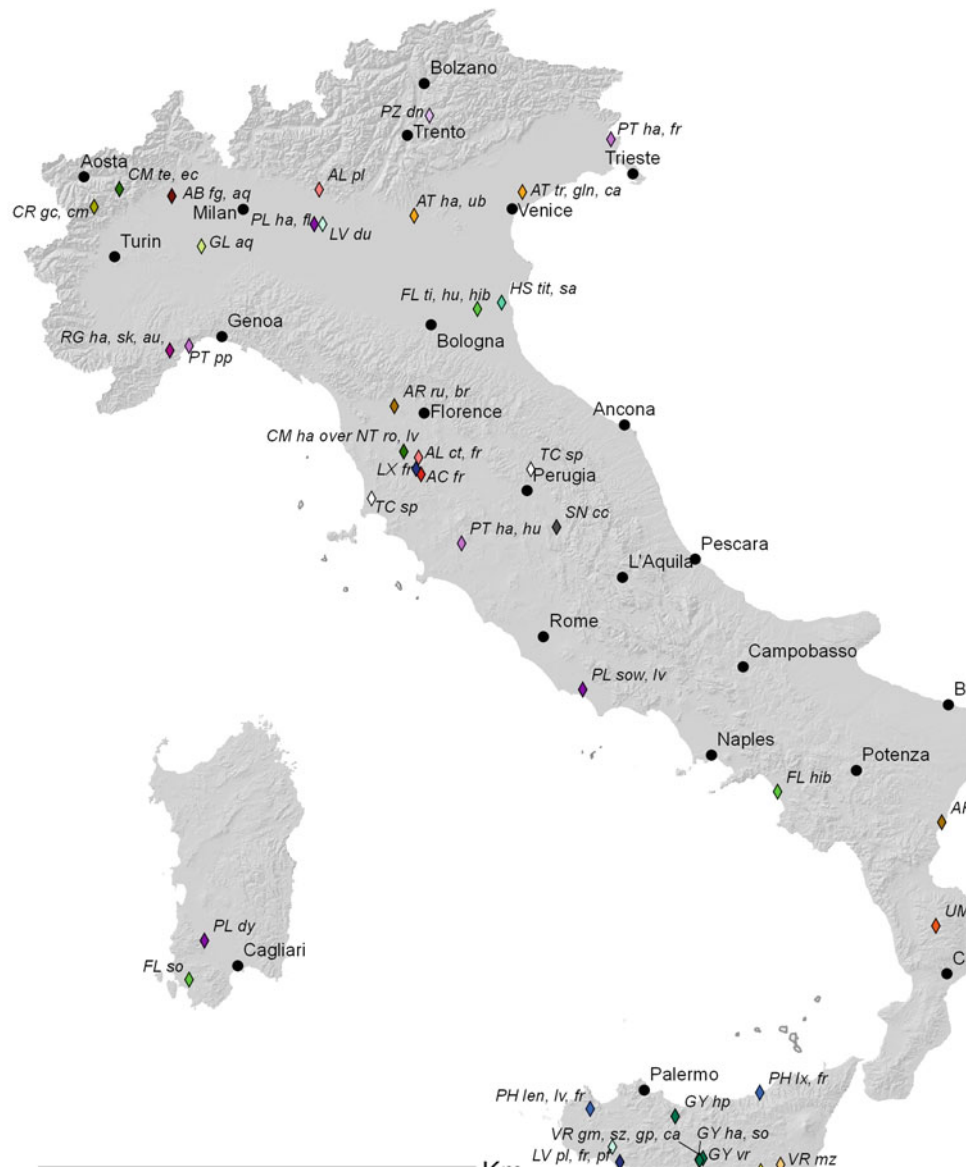 Bolzano
PZ dn
Trento
PT ha, fr
Trieste
Aosta
CM te, ec
AL pl
AB fg, aq
AT tr, gln, ca
CR gc, cm
Milan
PL ha, fl
AT ha, ub
Venice
LV du
Turin
GL aq
FL ti, hu, hib
HS tit, sa
Genoa
Bologna
RG ha, sk, au,
PT pp
AR ru, br
Florence
Ancona
CM ha over NT ro, lv
AL ct, fr
TC sp
LX fr
AC fr
Perugia
TC sp
SN cc
PT ha, hu
Pescara
L'Aquila
Rome
Campobasso
PL sow, lv
B
Naples
Potenza
FL hib
UM
PL dy
Cagliari
C
FL so
Palermo
PH lx, fr
PH len, lv, fr
GY hp
VR gm, sz, gp, ca
GY ha, so
LV pl, fr, pr
GY vr
VR mz